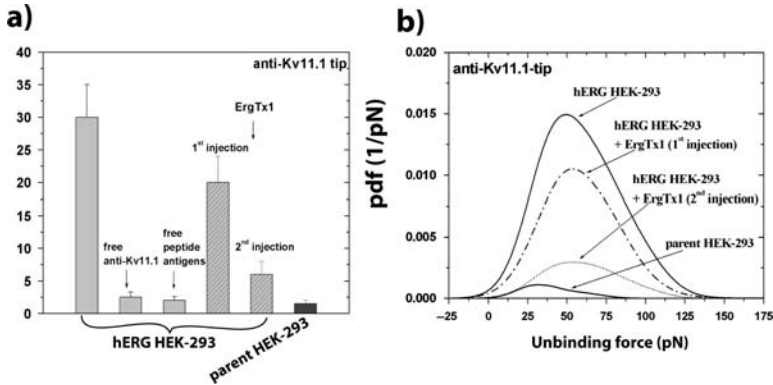 a)
anti-Kv11.1 tip
40
35
30
25
20
15
10
5
0
ErgTx1
1st injection
free
anti-Kv11.1
free
peptide
antigens
2nd injection
hERG HEK-293
parent HEK-293
b)
anti-Kv11.1-tip
pdf (1/pN)
0.020
0.015
0.010
0.005
0.000
hERG HEK-293
hERG HEK-293
+ ErgTx1 (1st injection)
hERG HEK-293
+ ErgTx1 (2nd injection)
parent HEK-293
-25 0 25 50 75 100 125 150 175
Unbinding force (pN)